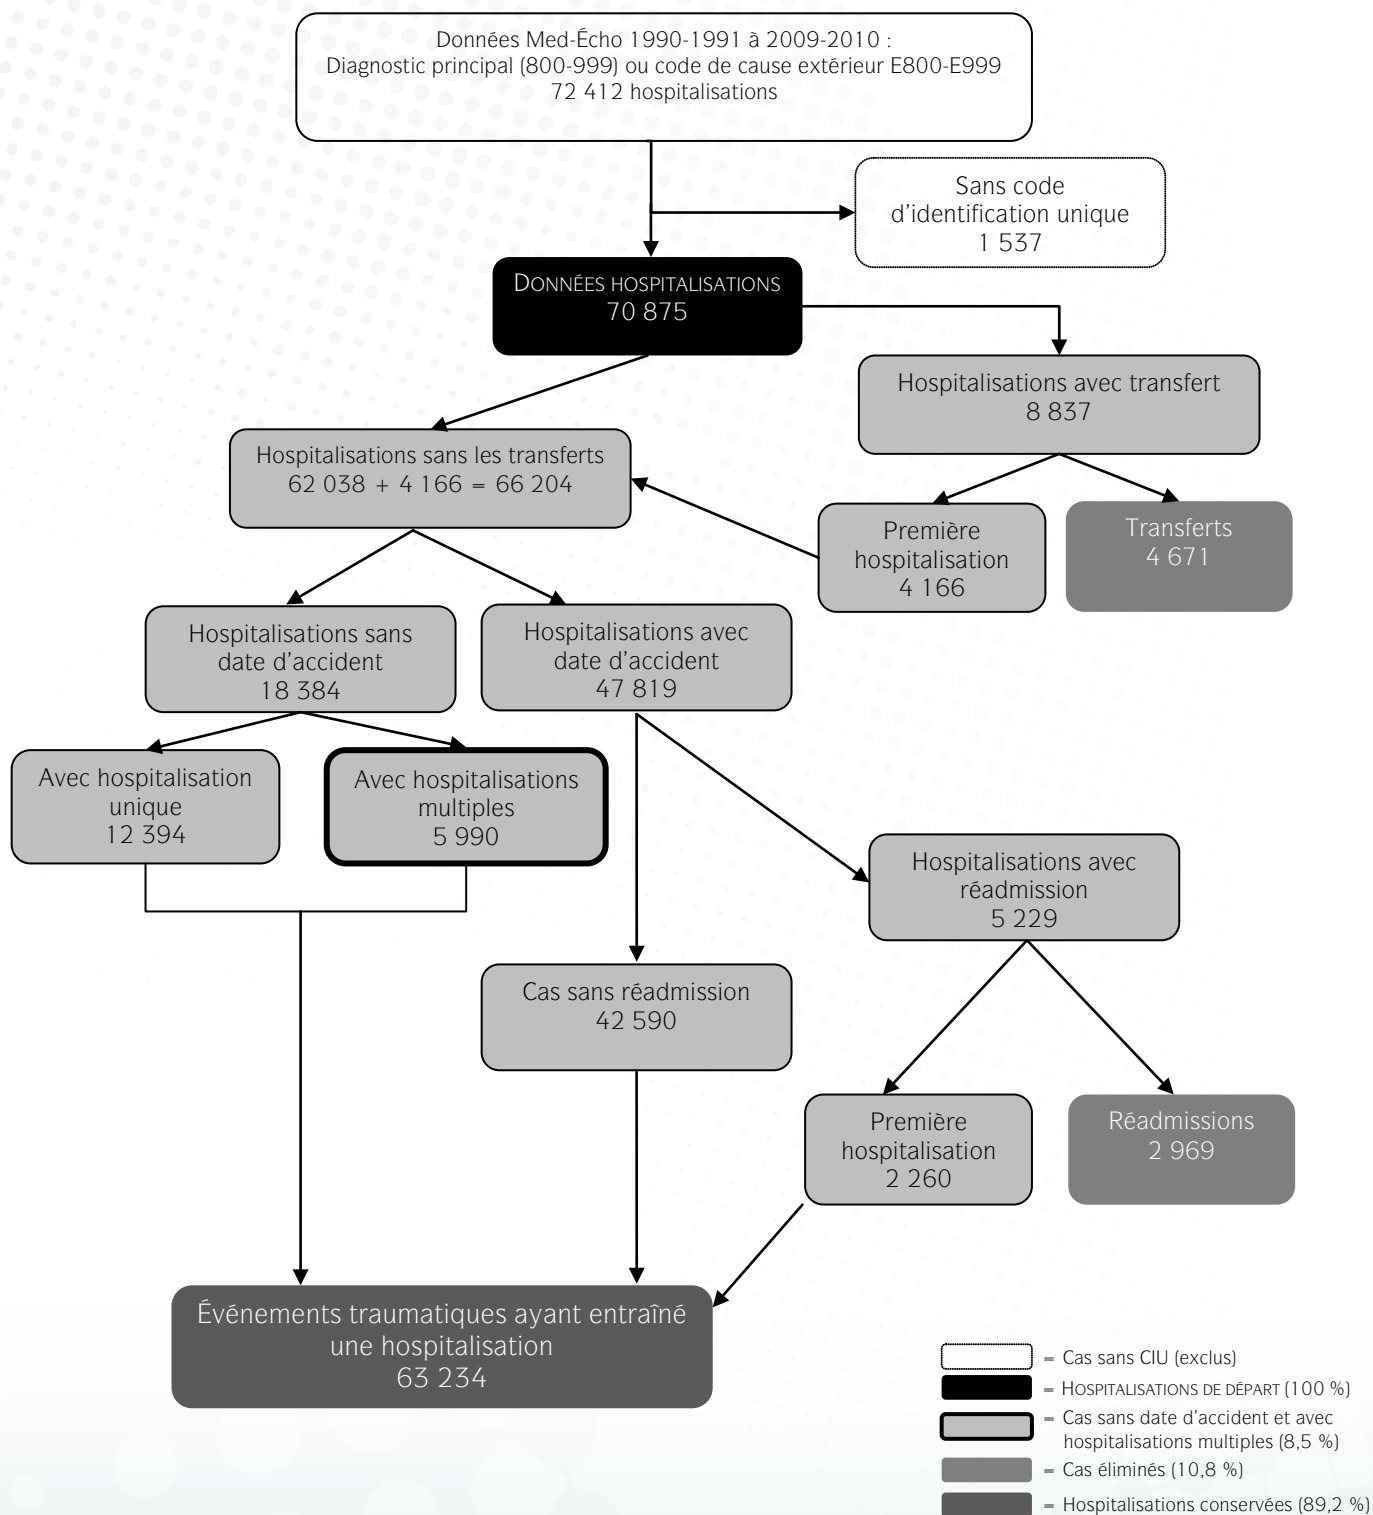 Données Med-Écho 1990-1991 à 2009-2010 :
Diagnostic principal (800-999) ou code de cause extérieur E800-E999
72 412 hospitalisations
Sans code
d'identification unique
1 537
DONNÉES HOSPITALISATIONS
70 875
Hospitalisations avec transfert
8 837
Hospitalisations sans les transferts
62 038 + 4 166 = 66 204
Première
hospitalisation
4 166
Transferts
4 671
Hospitalisations sans
date d'accident
18 384
Hospitalisations avec
date d'accident
47 819
Avec hospitalisation
unique
12 394
Avec hospitalisations
multiples
5 990
Hospitalisations avec
réadmission
5 229
Cas sans réadmission
42 590
Première
hospitalisation
2 260
Réadmissions
2 969
Événements traumatiques ayant entraîné
une hospitalisation
63 234
= Cas sans CIU (exclus)
= HOSPITALISATIONS DE DÉPART (100 %)
= Cas sans date d'accident et avec
hospitalisations multiples (8,5 %)
= Cas éliminés (10,8 %)
= Hospitalisations conservées (89,2 %)